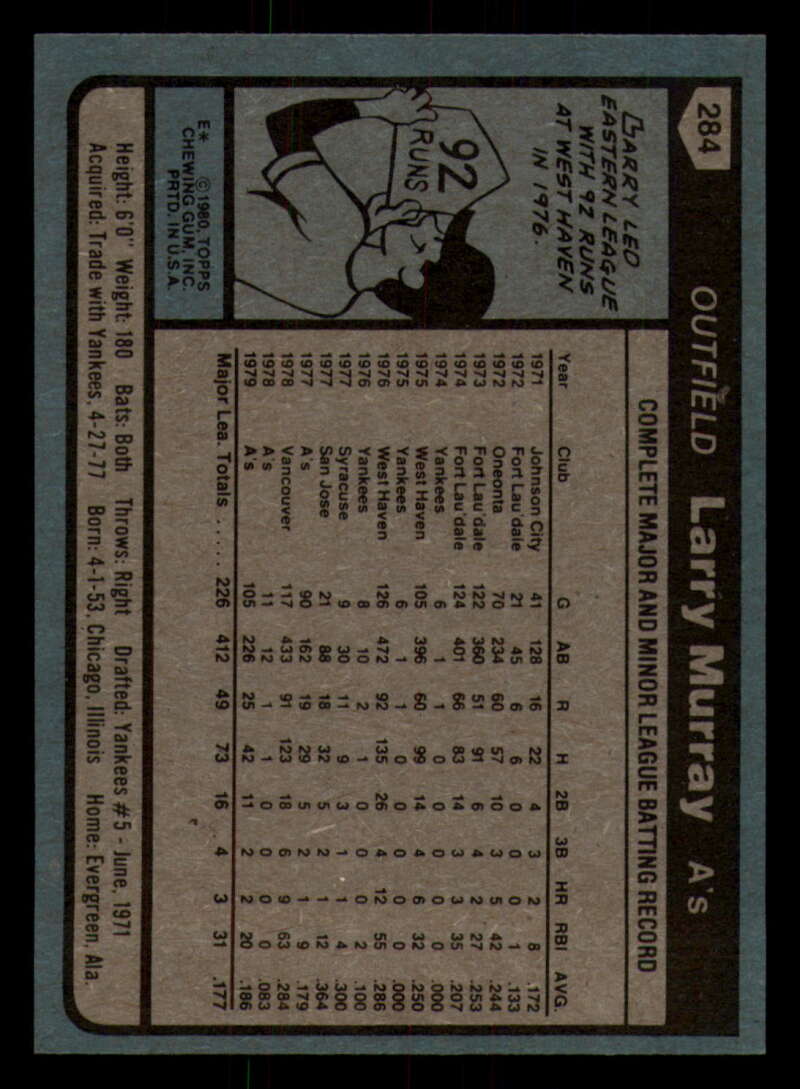 284
OUTFIELD Larry Murray A's
LARRY LED
EASTERN LEAGUE
WITH 92 RUNS
AT WEST HAVEN
IN 1976.
92
RUNS
E* © 1980, TOPPS
CHEWING GUM, INC.
PRTD. IN U.S.A.
COMPLETE MAJOR AND MINOR LEAGUE BATTING RECORD
Year Club G AB R H 2B 3B HR RBI AVG.
1971 Johnson City 41 128 16 22 4 3 2 8 .172
1972 Fort Lau'dale 21 45 6 6 0 0 0 1 .133
1972 Oneonta 70 234 60 57 10 3 5 42 .244
1973 Fort Lau'dale 122 360 51 91 6 4 2 27 .253
1974 Fort Lau'dale 124 401 66 83 14 3 3 35 .207
1974 Yankees 6 1 1 0 0 0 0 0 .000
1975 West Haven 105 396 60 99 14 4 6 32 .250
1975 Yankees 6 1 1 0 0 0 0 0 .000
1976 West Haven 126 472 92 135 26 4 12 55 .286
1976 Yankees 8 10 2 1 0 0 0 2 .100
1977 Syracuse 9 30 11 9 3 1 1 4 .300
1977 San Jose 21 88 18 32 5 2 1 12 .364
1977 A's 90 162 19 29 5 2 1 9 .179
1978 Vancouver 117 433 91 123 18 6 9 63 .284
1978 A's 11 12 1 1 0 0 0 0 .083
1979 A's 105 226 25 42 11 2 2 20 .186
Major Lea. Totals ..... 226 412 49 73 16 4 3 31 .177
Height: 6'0" Weight: 180 Bats: Both Throws: Right Drafted: Yankees #5 - June, 1971
Acquired: Trade with Yankees, 4-27-77 Born: 4-1-53, Chicago, Illinois Home: Evergreen, Ala.